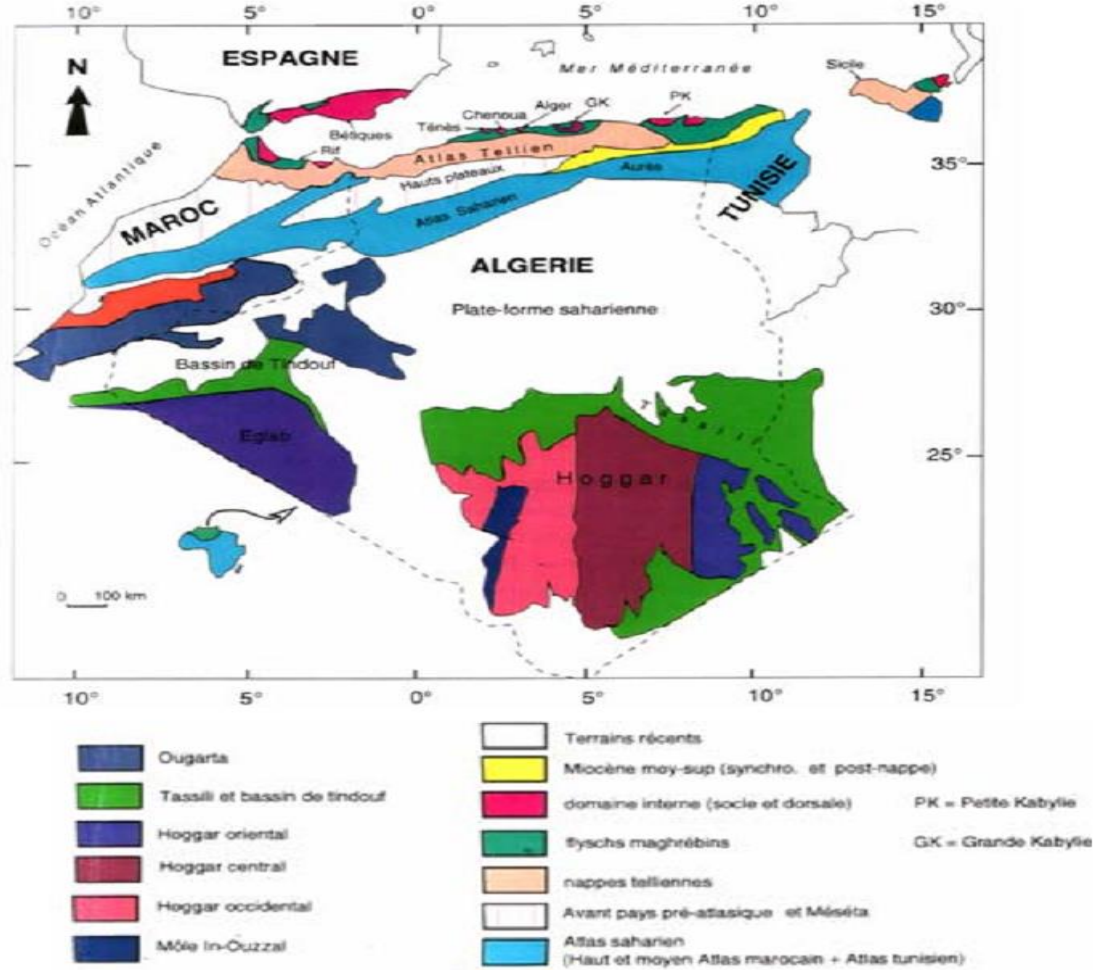 10° 5° 0° 5° 10° 15°
ESPAGNE
N
Mer Méditerranée
Sicile
Alger
GK
PK
Chenoua
Ténès
Bétiques
Rif
Atlas Tellien
35°
35°
Océan Atlantique
Hauts plateaux
Aurès
TUNISIE
MAROC
Atlas Saharien
ALGERIE
Plate-forme saharienne
30°
30°
Bassin de Tindouf
Tassili
Eglab
25°
25°
Hoggar
0 100 km
10° 5° 0° 5° 10° 15°
Ougarta
Tassili et bassin de tindouf
Hoggar oriental
Hoggar central
Hoggar occidental
Môle In-Ouzzal
Terrains récents
Miocène moy-sup (synchro. et post-nappe)
domaine interne (socle et dorsale)
PK = Petite Kabylie
flyschs maghrébins
GK = Grande Kabylie
nappes telliennes
Avant pays pré-atlasique et Méséta
Atlas saharien
(Haut et moyen Atlas marocain + Atlas tunisien)